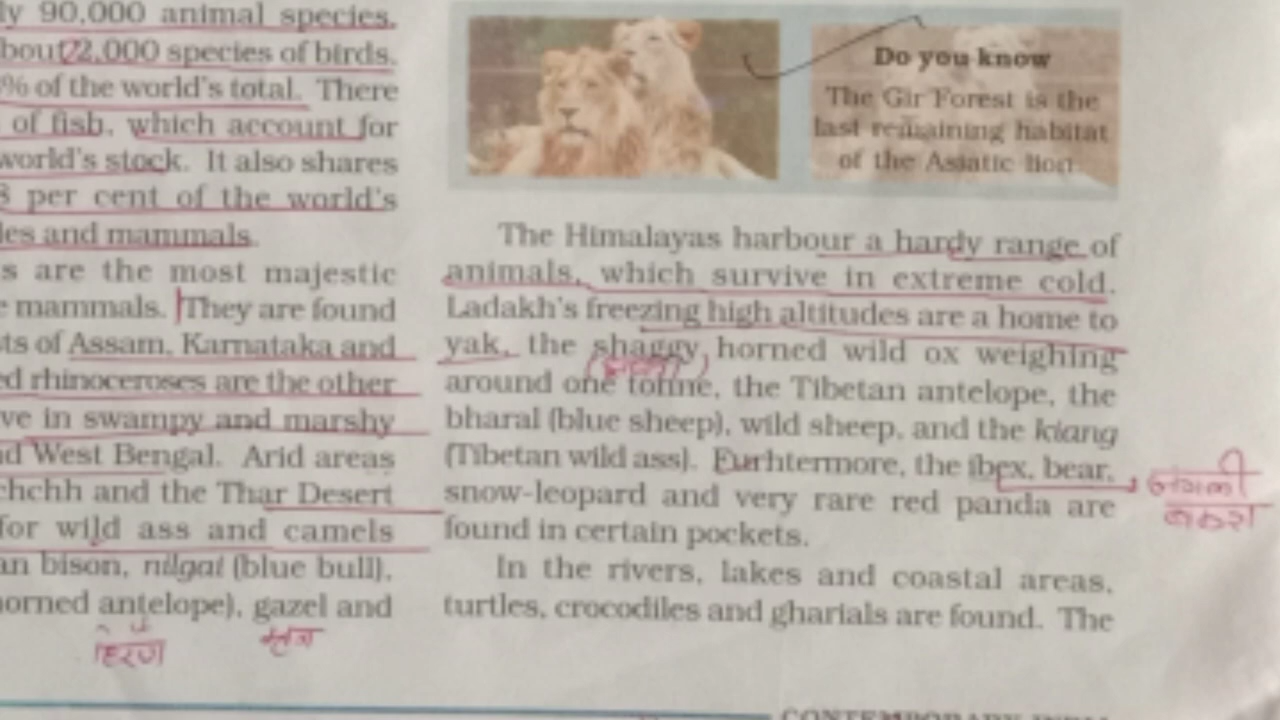 ly 90,000 animal species.
bout 2,000 species of birds.
% of the world's total. There
of fish, which account for
world's stock. It also shares
8 per cent of the world's
les and mammals.
s are the most majestic
e mammals. They are found
ts of Assam, Karnataka and
ed rhinoceroses are the other
ve in swampy and marshy
nd West Bengal. Arid areas
chchh and the Thar Desert
for wild ass and camels
an bison, nilgai (blue bull),
horned antelope), gazel and
हिरण
Do you know
The Gir Forest is the
last remaining habitat
of the Asiatic lion
The Himalayas harbour a hardy range of
animals, which survive in extreme cold.
Ladakh's freezing high altitudes are a home to
yak, the shaggy horned wild ox weighing
around one tonne, the Tibetan antelope, the
bharal (blue sheep), wild sheep, and the kiang
(Tibetan wild ass). Furhtermore, the ibex, bear,
snow-leopard and very rare red panda are
found in certain pockets.
In the rivers, lakes and coastal areas,
turtles, crocodiles and gharials are found. The
जंगली
बकरा